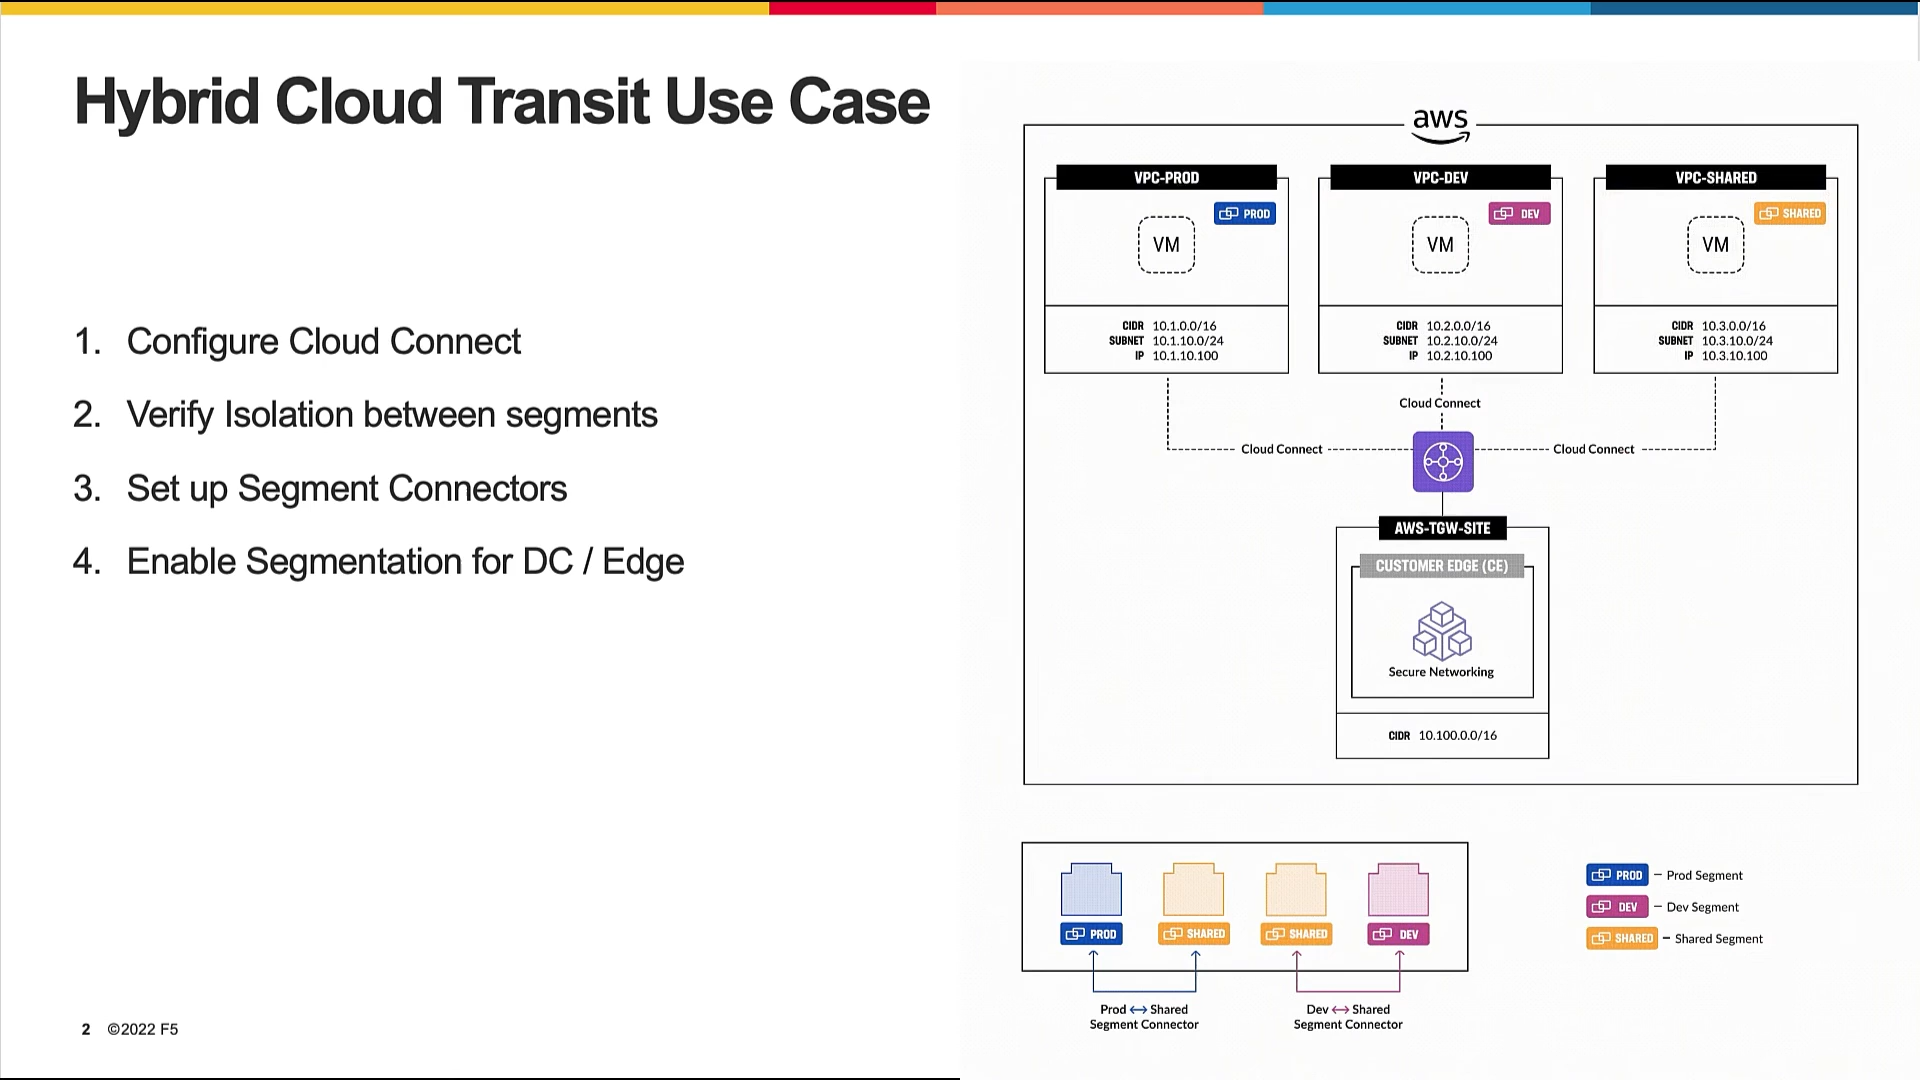 Hybrid Cloud Transit Use Case
1. Configure Cloud Connect
2. Verify Isolation between segments
3. Set up Segment Connectors
4. Enable Segmentation for DC / Edge
2 ©2022 F5
aws
VPC-PROD
PROD
VM
CIDR 10.1.0.0/16
SUBNET 10.1.10.0/24
IP 10.1.10.100
VPC-DEV
DEV
VM
CIDR 10.2.0.0/16
SUBNET 10.2.10.0/24
IP 10.2.10.100
VPC-SHARED
SHARED
VM
CIDR 10.3.0.0/16
SUBNET 10.3.10.0/24
IP 10.3.10.100
Cloud Connect
Cloud Connect
Cloud Connect
AWS-TGW-SITE
CUSTOMER EDGE (CE)
Secure Networking
CIDR 10.100.0.0/16
PROD
SHARED
SHARED
DEV
Prod ↔ Shared
Segment Connector
Dev ↔ Shared
Segment Connector
PROD – Prod Segment
DEV – Dev Segment
SHARED – Shared Segment